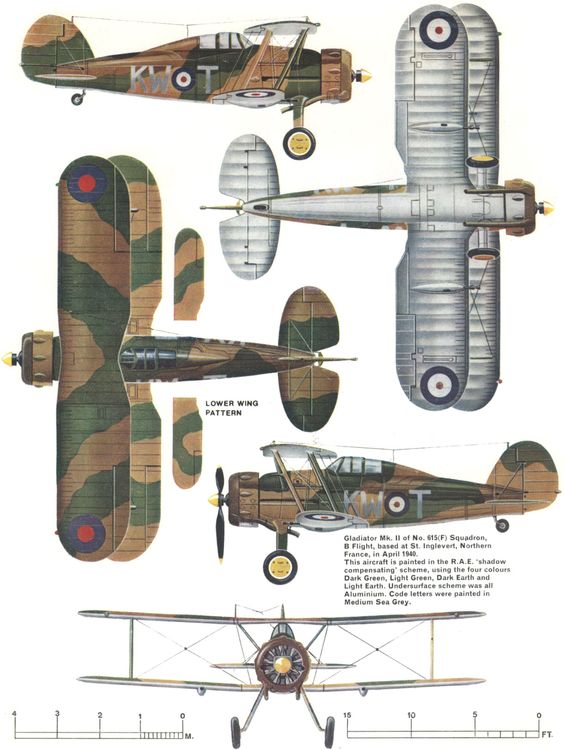 KW T
LOWER WING
PATTERN
KW T
Gladiator Mk. II of No. 615(F) Squadron,
B Flight, based at St. Inglevert, Northern
France, in April 1940.
This aircraft is painted in the R.A.E. 'shadow
compensating' scheme, using the four colours
Dark Green, Light Green, Dark Earth and
Light Earth. Undersurface scheme was all
Aluminium. Code letters were painted in
Medium Sea Grey.
4 3 2 1 0
M.
15 10 5 0
FT.